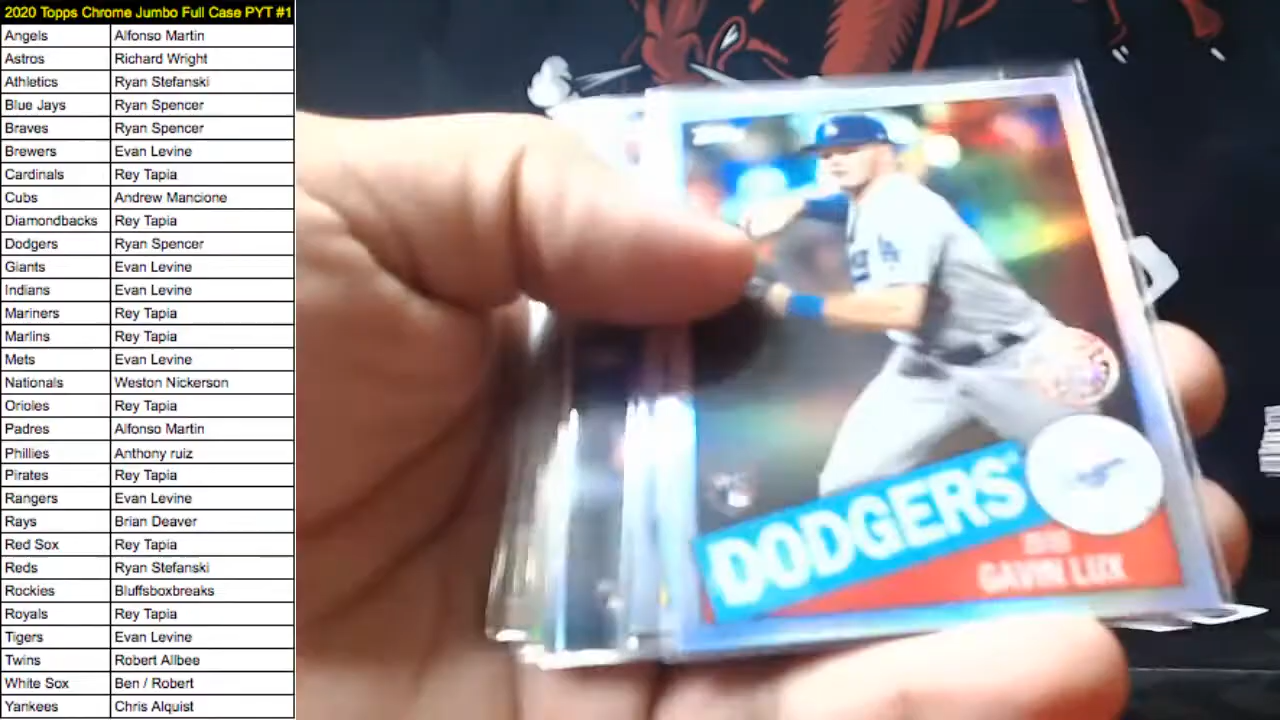 2020 Topps Chrome Jumbo Full Case PYT #1
Angels Alfonso Martin
Astros Richard Wright
Athletics Ryan Stefanski
Blue Jays Ryan Spencer
Braves Ryan Spencer
Brewers Evan Levine
Cardinals Rey Tapia
Cubs Andrew Mancione
Diamondbacks Rey Tapia
Dodgers Ryan Spencer
Giants Evan Levine
Indians Evan Levine
Mariners Rey Tapia
Marlins Rey Tapia
Mets Evan Levine
Nationals Weston Nickerson
Orioles Rey Tapia
Padres Alfonso Martin
Phillies Anthony ruiz
Pirates Rey Tapia
Rangers Evan Levine
Rays Brian Deaver
Red Sox Rey Tapia
Reds Ryan Stefanski
Rockies Bluffsboxbreaks
Royals Rey Tapia
Tigers Evan Levine
Twins Robert Allbee
White Sox Ben / Robert
Yankees Chris Alquist
LA
DODGERS
GAVIN LUX